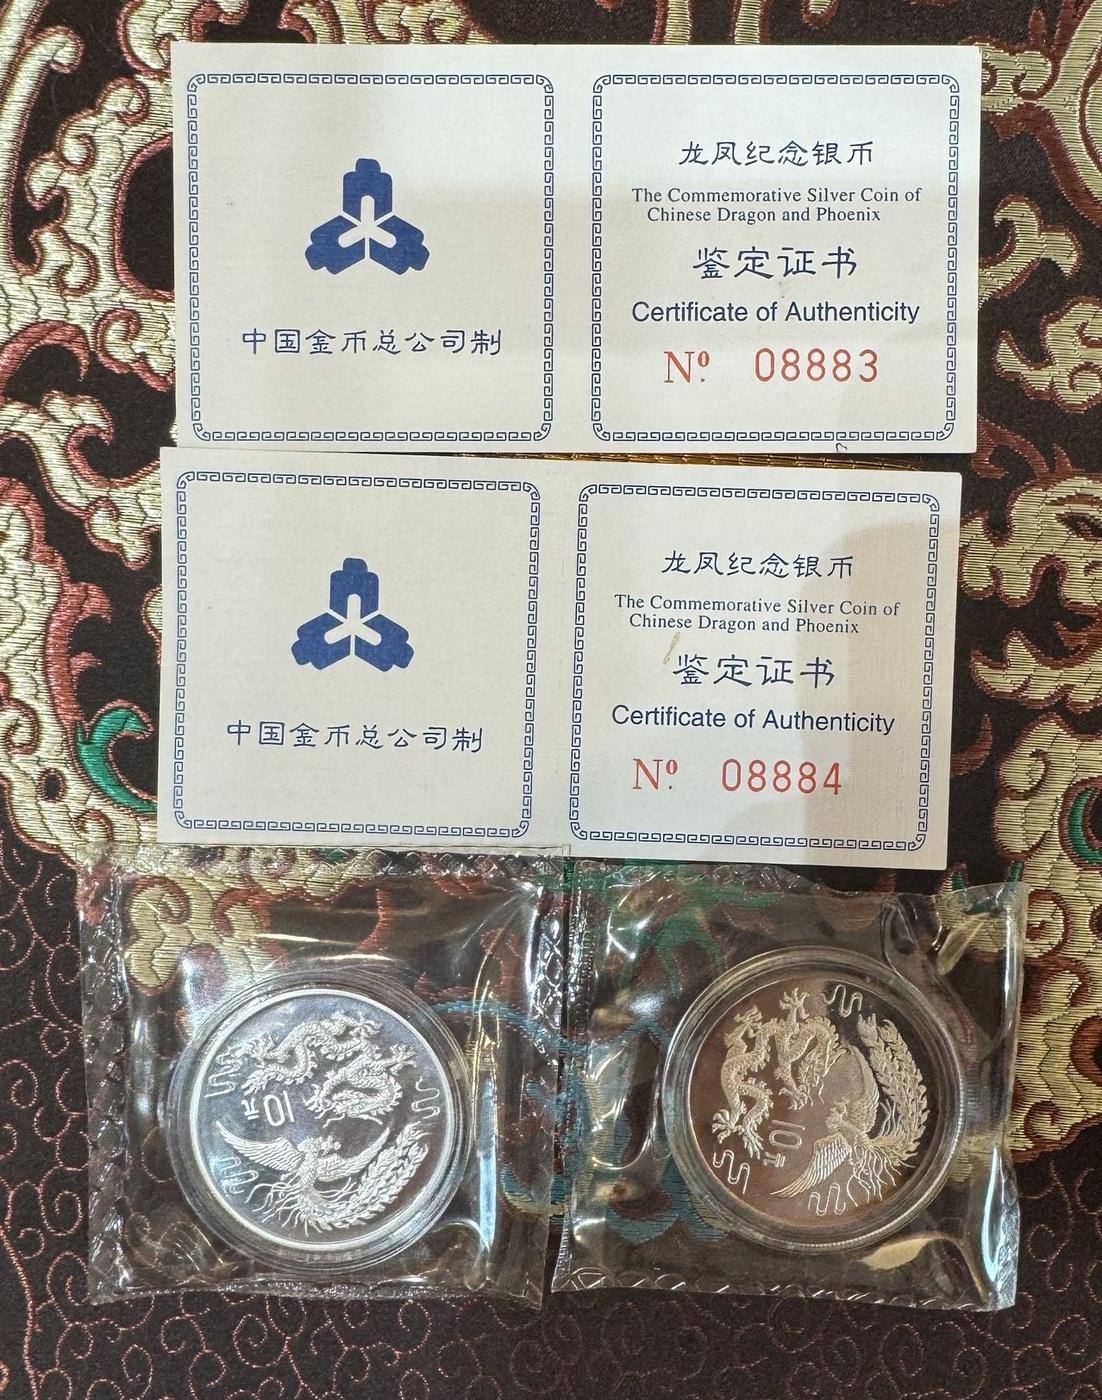 龙凤纪念银币
The Commemorative Silver Coin of
Chinese Dragon and Phoenix
鉴定证书
Certificate of Authenticity
Nº. 08883
中国金币总公司制
龙凤纪念银币
The Commemorative Silver Coin of
Chinese Dragon and Phoenix
鉴定证书
Certificate of Authenticity
Nº. 08884
中国金币总公司制
10元
10元